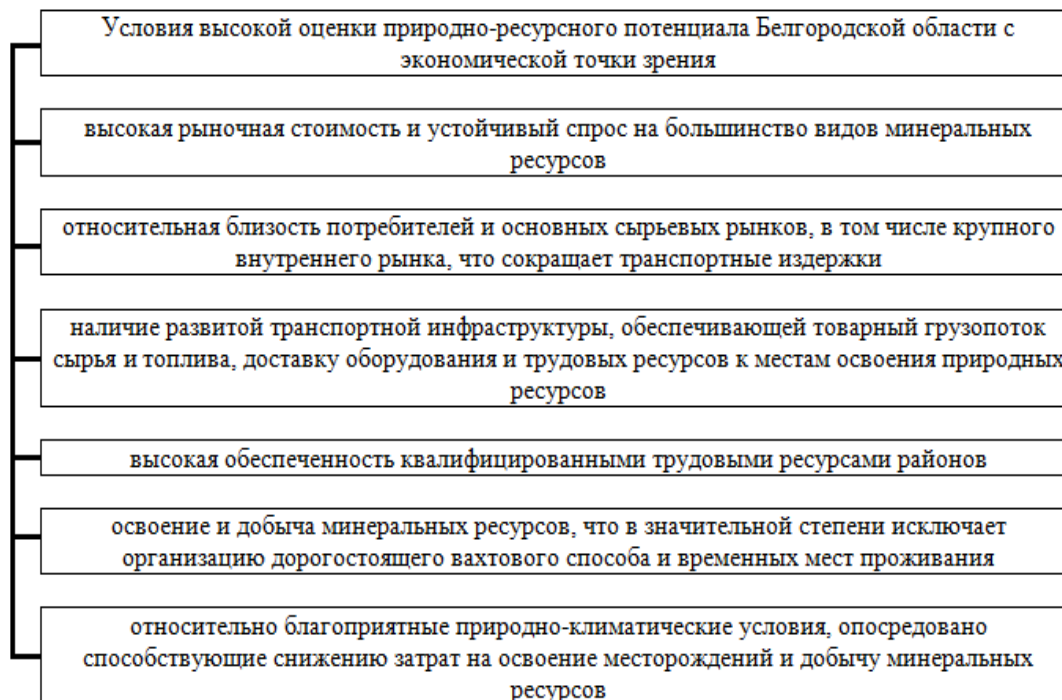 Условия высокой оценки природно-ресурсного потенциала Белгородской области с
экономической точки зрения
высокая рыночная стоимость и устойчивый спрос на большинство видов минеральных
ресурсов
относительная близость потребителей и основных сырьевых рынков, в том числе крупного
внутреннего рынка, что сокращает транспортные издержки
наличие развитой транспортной инфраструктуры, обеспечивающей товарный грузопоток
сырья и топлива, доставку оборудования и трудовых ресурсов к местам освоения природных
ресурсов
высокая обеспеченность квалифицированными трудовыми ресурсами районов
освоение и добыча минеральных ресурсов, что в значительной степени исключает
организацию дорогостоящего вахтового способа и временных мест проживания
относительно благоприятные природно-климатические условия, опосредовано
способствующие снижению затрат на освоение месторождений и добычу минеральных
ресурсов